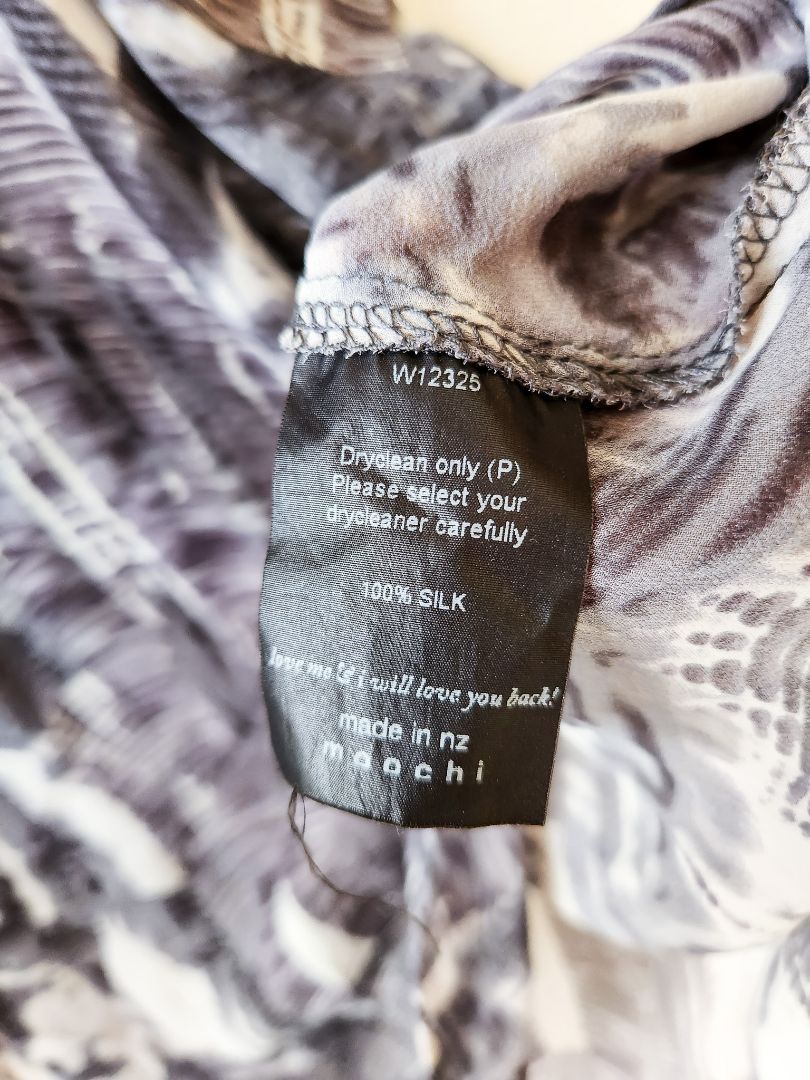 W12325
Dryclean only (P)
Please select your
drycleaner carefully
100% SILK
love me & i will love you back!
made in nz
moochi